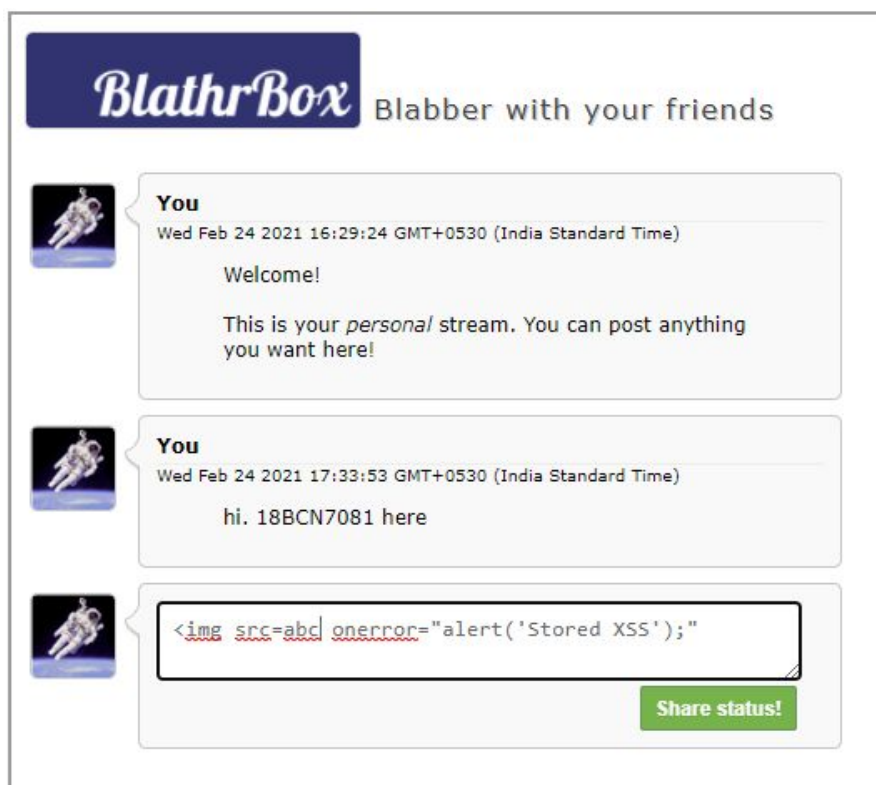 BlathrBox Blabber with your friends
You
Wed Feb 24 2021 16:29:24 GMT+0530 (India Standard Time)
Welcome!
This is your personal stream. You can post anything
you want here!
You
Wed Feb 24 2021 17:33:53 GMT+0530 (India Standard Time)
hi. 18BCN7081 here
<img src=abc onerror="alert('Stored XSS');"
Share status!